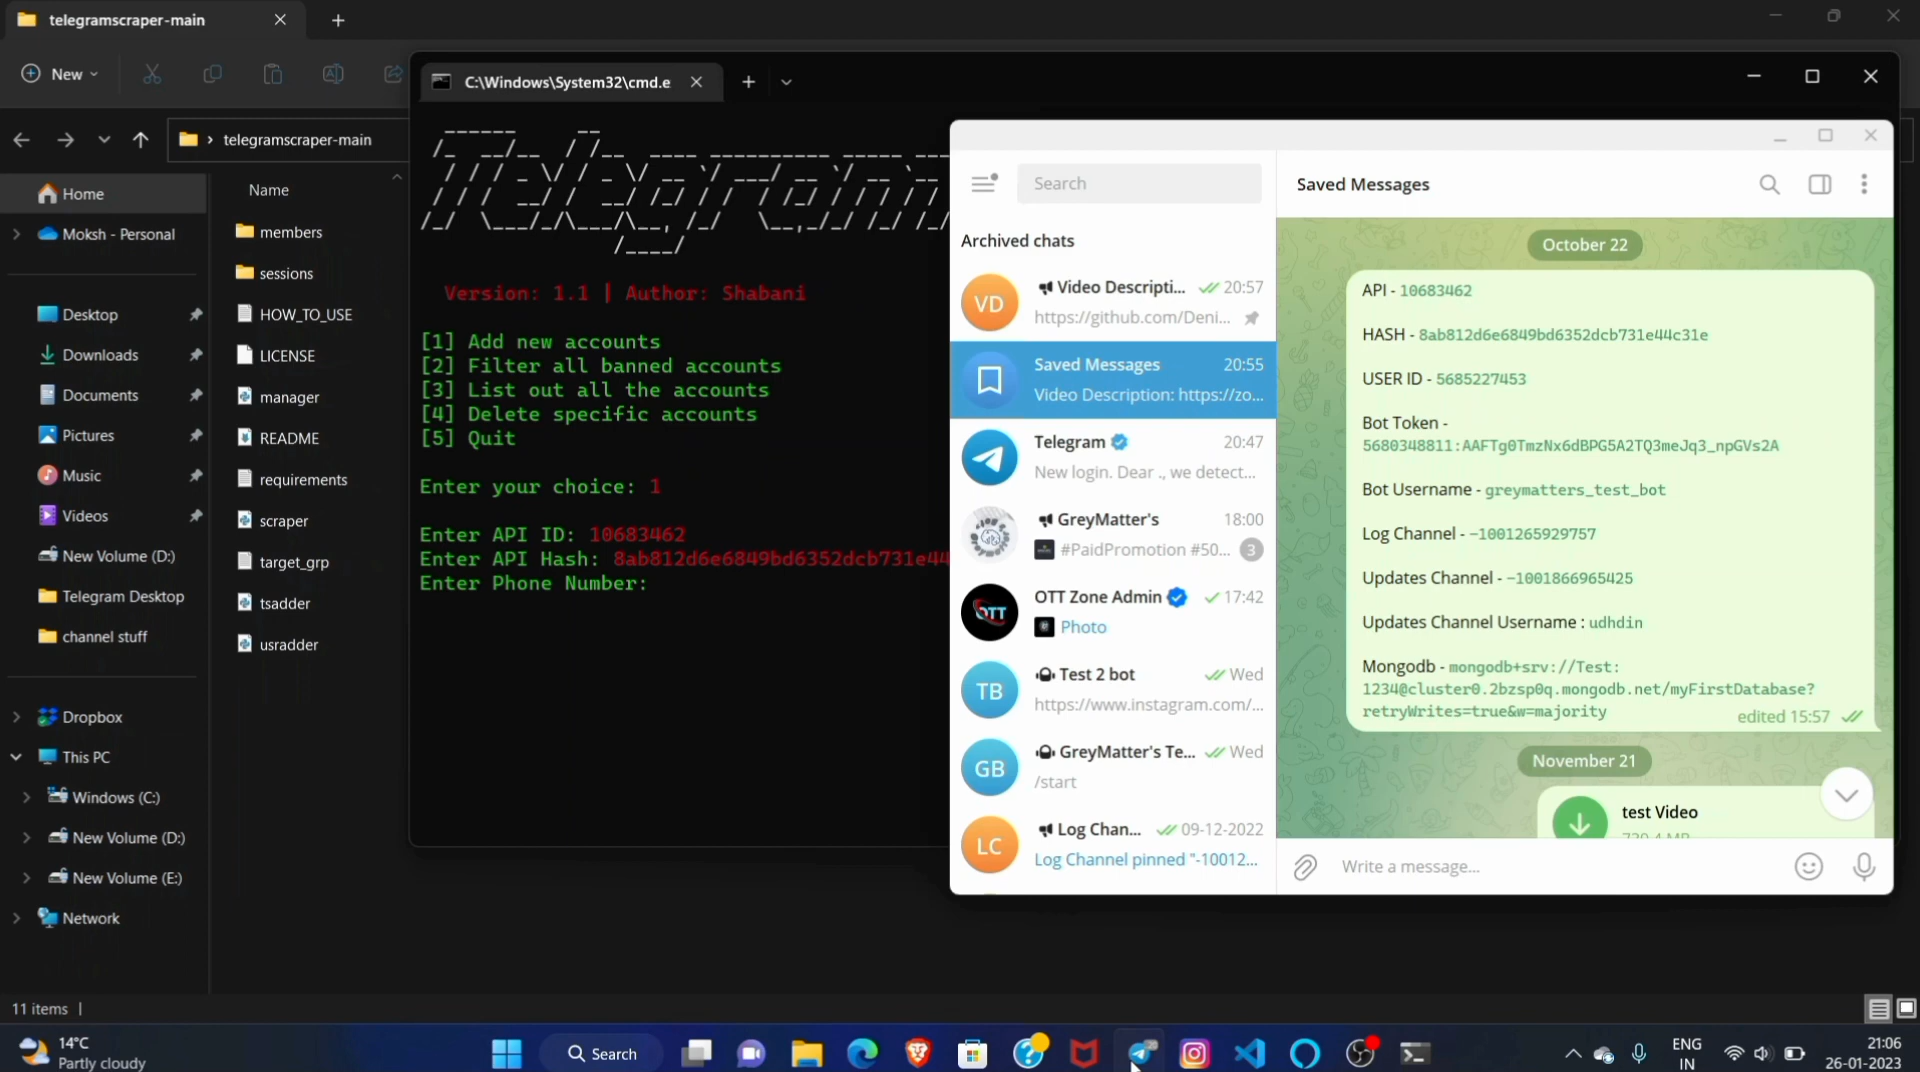 telegramscraper-main
New
telegramscraper-main
Home
Moksh - Personal
Desktop
Downloads
Documents
Pictures
Music
Videos
New Volume (D:)
Telegram Desktop
channel stuff
Dropbox
This PC
Windows (C:)
New Volume (D:)
New Volume (E:)
Network
11 items
Name
members
sessions
HOW_TO_USE
LICENSE
manager
README
requirements
scraper
target_grp
tsadder
usradder
C:\Windows\System32\cmd.e
Telegram
Version: 1.1 | Author: Shabani
[1] Add new accounts
[2] Filter all banned accounts
[3] List out all the accounts
[4] Delete specific accounts
[5] Quit
Enter your choice: 1
Enter API ID: 10683462
Enter API Hash: 8ab812d6e6849bd6352dcb731e44
Enter Phone Number:
Search
Archived chats
VD
Video Descripti... 20:57
https://github.com/Deni...
Saved Messages 20:55
Video Description: https://zo...
Telegram 20:47
New login. Dear ., we detect...
GreyMatter's 18:00
#PaidPromotion #50... 3
OTT
OTT Zone Admin 17:42
Photo
TB
Test 2 bot Wed
https://www.instagram.com/...
GB
GreyMatter's Te... Wed
/start
LC
Log Chan... 09-12-2022
Log Channel pinned "-10012...
Saved Messages
October 22
API - 10683462
HASH - 8ab812d6e6849bd6352dcb731e44c31e
USER ID - 5685227453
Bot Token -
5680348811:AAFTg0TmzNx6dBPG5A2TQ3meJq3_npGVs2A
Bot Username - greymatters_test_bot
Log Channel - -1001265929757
Updates Channel - -1001866965425
Updates Channel Username : udhdin
Mongodb - mongodb+srv://Test:
1234@cluster0.2bzsp0q.mongodb.net/myFirstDatabase?
retryWrites=true&w=majority
edited 15:57
November 21
test Video
Write a message...
14°C
Partly cloudy
Search
ENG
IN
21:06
26-01-2023